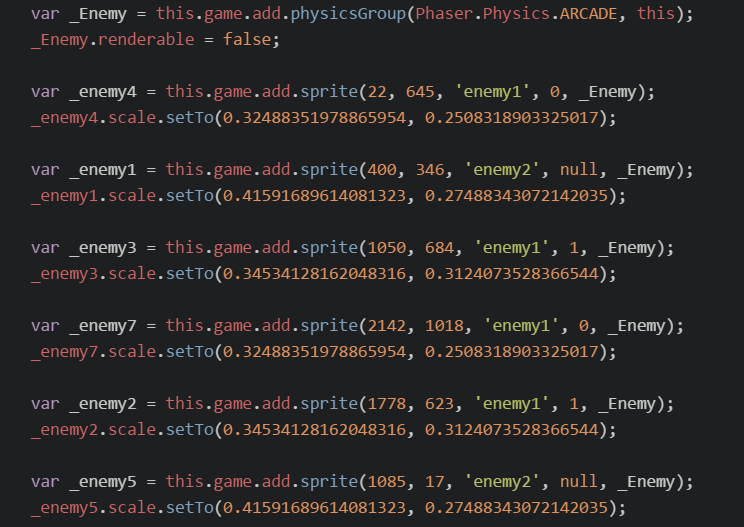 var _Enemy = this.game.add.physicsGroup(Phaser.Physics.ARCADE, this);
_Enemy.renderable = false;
var _enemy4 = this.game.add.sprite(22, 645, 'enemy1', 0, _Enemy);
_enemy4.scale.setTo(0.32488351978865954, 0.2508318903325017);
var _enemy1 = this.game.add.sprite(400, 346, 'enemy2', null, _Enemy);
_enemy1.scale.setTo(0.41591689614081323, 0.27488343072142035);
var _enemy3 = this.game.add.sprite(1050, 684, 'enemy1', 1, _Enemy);
_enemy3.scale.setTo(0.34534128162048316, 0.3124073528366544);
var _enemy7 = this.game.add.sprite(2142, 1018, 'enemy1', 0, _Enemy);
_enemy7.scale.setTo(0.32488351978865954, 0.2508318903325017);
var _enemy2 = this.game.add.sprite(1778, 623, 'enemy1', 1, _Enemy);
_enemy2.scale.setTo(0.34534128162048316, 0.3124073528366544);
var _enemy5 = this.game.add.sprite(1085, 17, 'enemy2', null, _Enemy);
_enemy5.scale.setTo(0.41591689614081323, 0.27488343072142035);